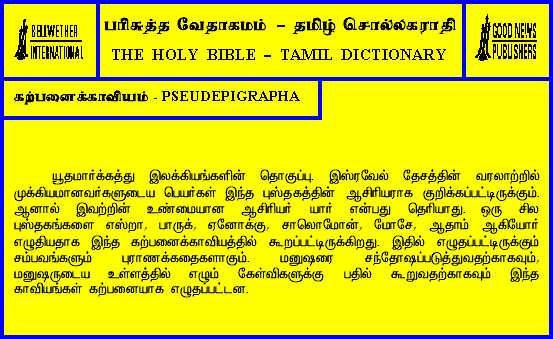 BELLWETHER
INTERNATIONAL
பரிசுத்த வேதாகமம் – தமிழ் சொல்லகராதி
THE HOLY BIBLE – TAMIL DICTIONARY
GOOD NEWS
PUBLISHERS
கற்பனைக்காவியம் - PSEUDEPIGRAPHA
யூதமார்க்கத்து இலக்கியங்களின் தொகுப்பு. இஸ்ரவேல் தேசத்தின் வரலாற்றில்
முக்கியமானவர்களுடைய பெயர்கள் இந்த புஸ்தகத்தின் ஆசிரியராக குறிக்கப்பட்டிருக்கும்.
ஆனால் இவற்றின் உண்மையான ஆசிரியர் யார் என்பது தெரியாது. ஒரு சில
புஸ்தகங்களை எஸ்றா, பாருக், ஏனோக்கு, சாலொமோன், மோசே, ஆதாம் ஆகியோர்
எழுதியதாக இந்த கற்பனைக்காவியத்தில் கூறப்பட்டிருக்கிறது. இதில் எழுதப்பட்டிருக்கும்
சம்பவங்களும் புராணக்கதைகளாகும். மனுஷரை சந்தோஷப்படுத்துவதற்காகவும்,
மனுஷருடைய உள்ளத்தில் எழும் கேள்விகளுக்கு பதில் கூறுவதற்காகவும் இந்த
காவியங்கள் கற்பனையாக எழுதப்பட்டன.